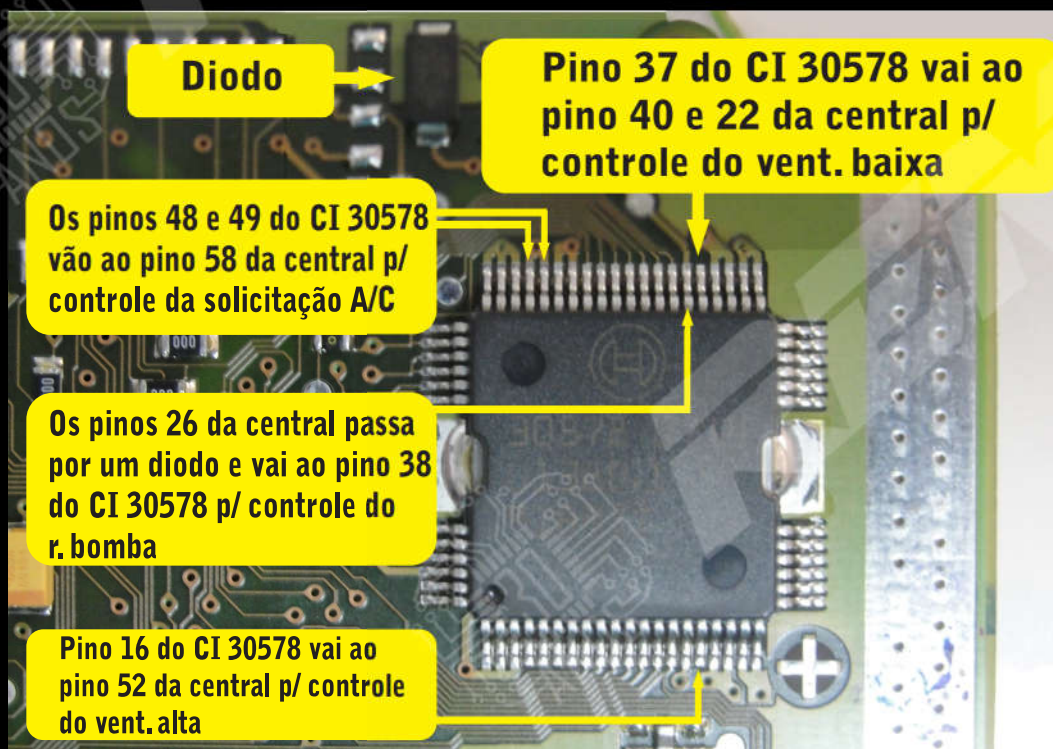 Diodo
Pino 37 do CI 30578 vai ao
pino 40 e 22 da central p/
controle do vent. baixa
Os pinos 48 e 49 do CI 30578
vão ao pino 58 da central p/
controle da solicitação A/C
000
Os pinos 26 da central passa
por um diodo e vai ao pino 38
do CI 30578 p/ controle do
r. bomba
30578
Pino 16 do CI 30578 vai ao
pino 52 da central p/ controle
do vent. alta